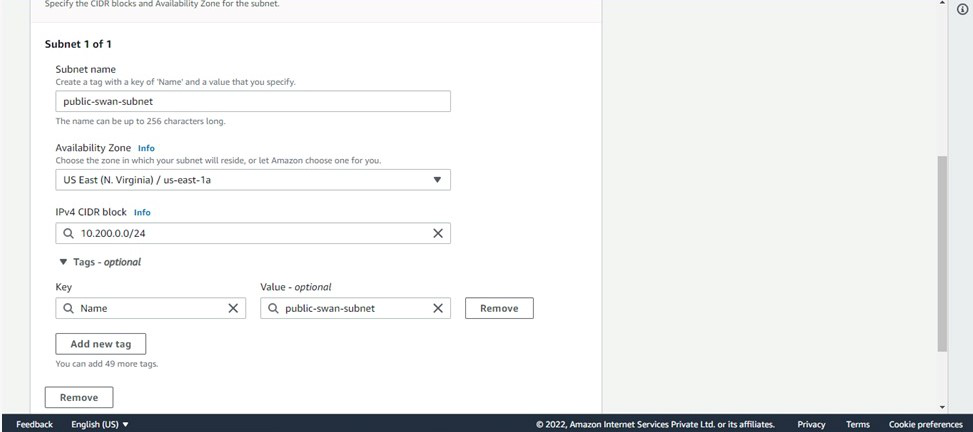 Specify the CIDR blocks and Availability Zone for the subnet.
Subnet 1 of 1
Subnet name
Create a tag with a key of 'Name' and a value that you specify.
public-swan-subnet
The name can be up to 256 characters long.
Availability Zone Info
Choose the zone in which your subnet will reside, or let Amazon choose one for you.
US East (N. Virginia) / us-east-1a
IPv4 CIDR block Info
10.200.0.0/24
Tags - optional
Key Value - optional
Name public-swan-subnet Remove
Add new tag
You can add 49 more tags.
Remove
Feedback English (US) © 2022, Amazon Internet Services Private Ltd. or its affiliates. Privacy Terms Cookie preferences